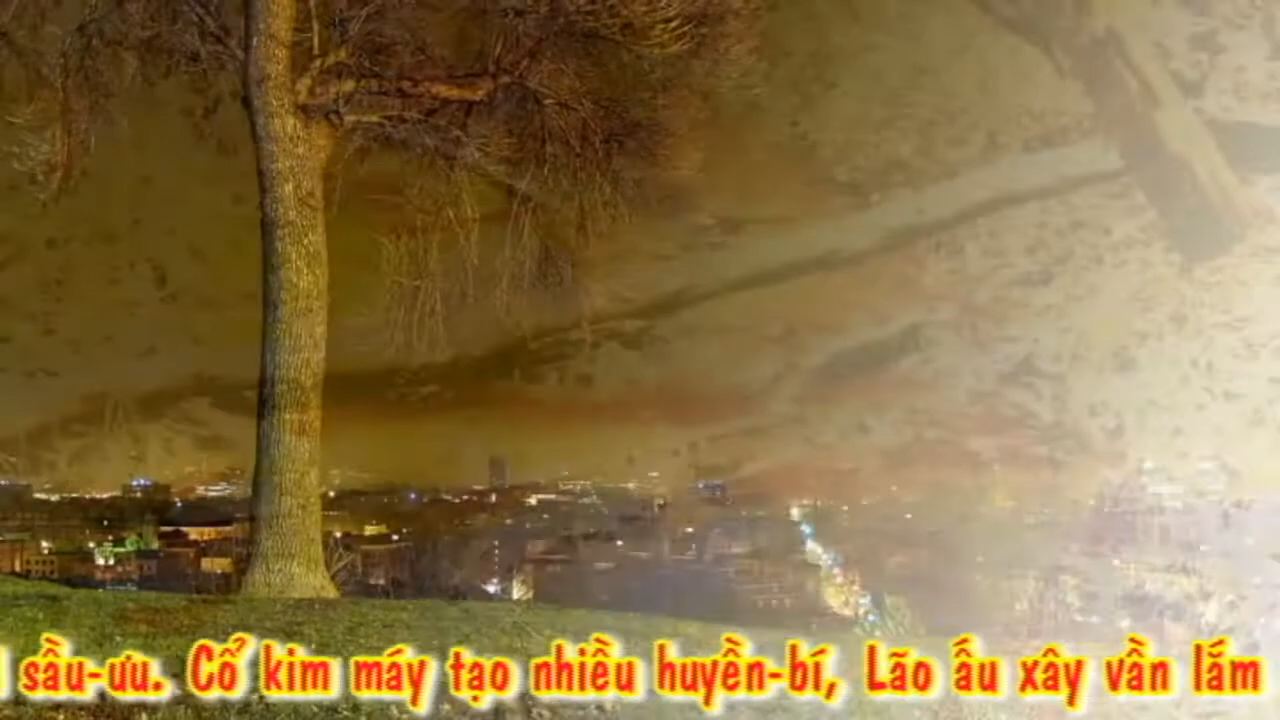 sầu-ưu. Cổ kim máy tạo nhiều huyền-bí, Lão ấu xây vần lắm